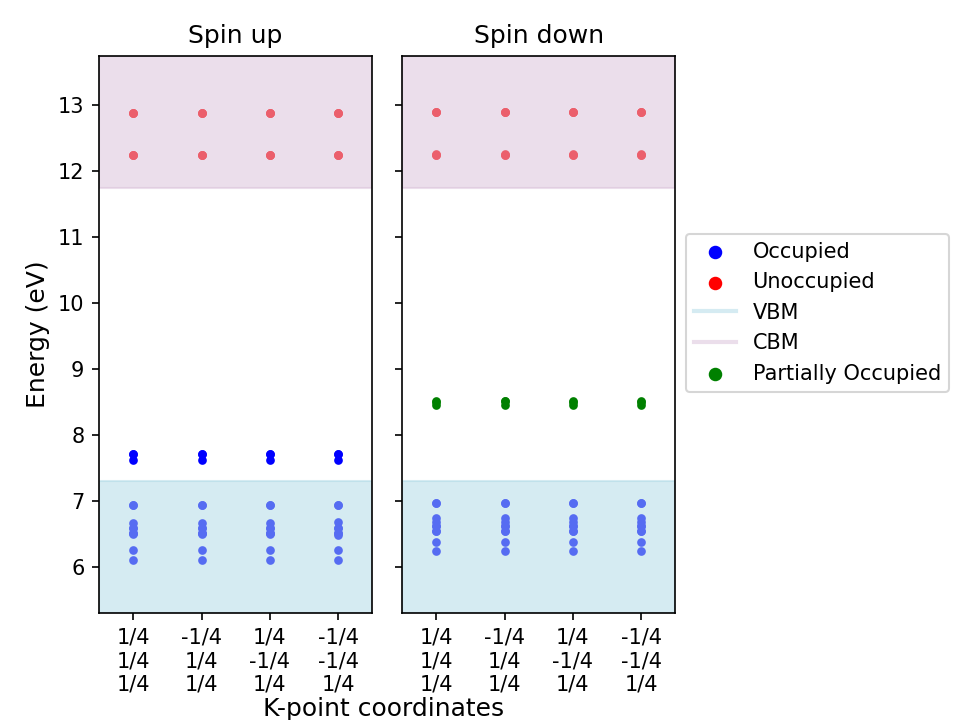 Spin up
Spin down
13
12
11
10
9
8
7
6
Energy (eV)
1/4 -1/4 1/4 -1/4
1/4 1/4 -1/4 -1/4
1/4 1/4 1/4 1/4
1/4 -1/4 1/4 -1/4
1/4 1/4 -1/4 -1/4
1/4 1/4 1/4 1/4
K-point coordinates
Occupied
Unoccupied
VBM
CBM
Partially Occupied